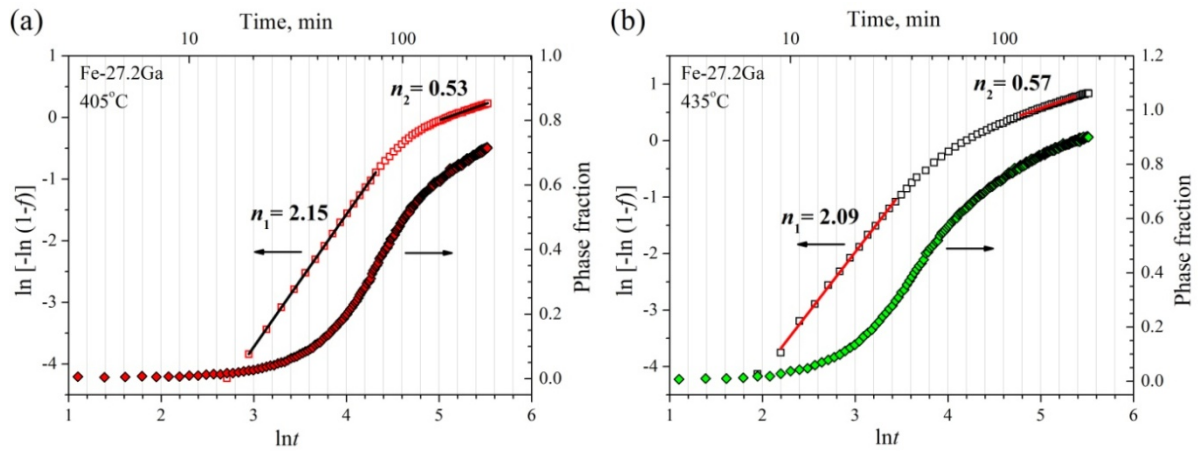 (a)
Time, min
10 100
Fe-27.2Ga
405°C
n₂= 0.53
n₁= 2.15
ln [-ln (1-f)]
1
0
-1
-2
-3
-4
Phase fraction
1.0
0.8
0.6
0.4
0.2
0.0
1 2 3 4 5 6
lnt
(b)
Time, min
10 100
Fe-27.2Ga
435°C
n₂= 0.57
n₁= 2.09
ln [-ln (1-f)]
1
0
-1
-2
-3
-4
Phase fraction
1.2
1.0
0.8
0.6
0.4
0.2
0.0
1 2 3 4 5 6
lnt